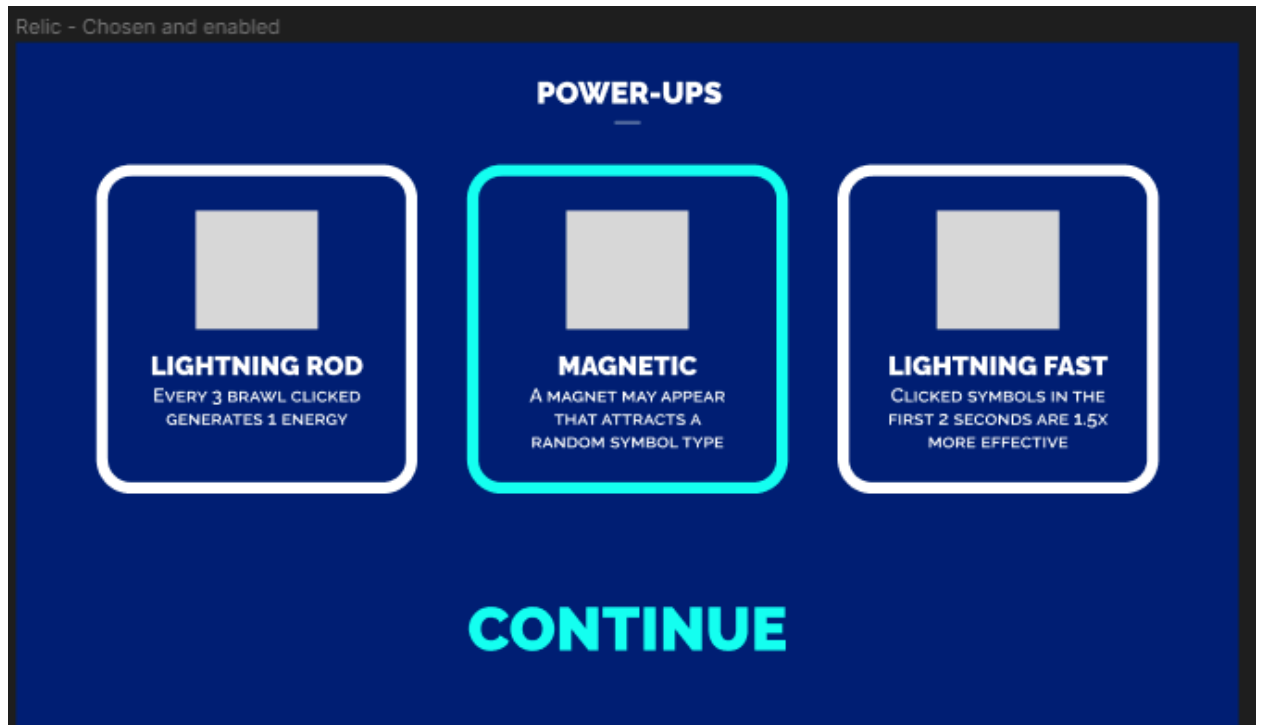 Relic - Chosen and enabled
POWER-UPS
LIGHTNING ROD
Every 3 brawl clicked
generates 1 energy
MAGNETIC
A magnet may appear
that attracts a
random symbol type
LIGHTNING FAST
Clicked symbols in the
first 2 seconds are 1.5x
more effective
CONTINUE